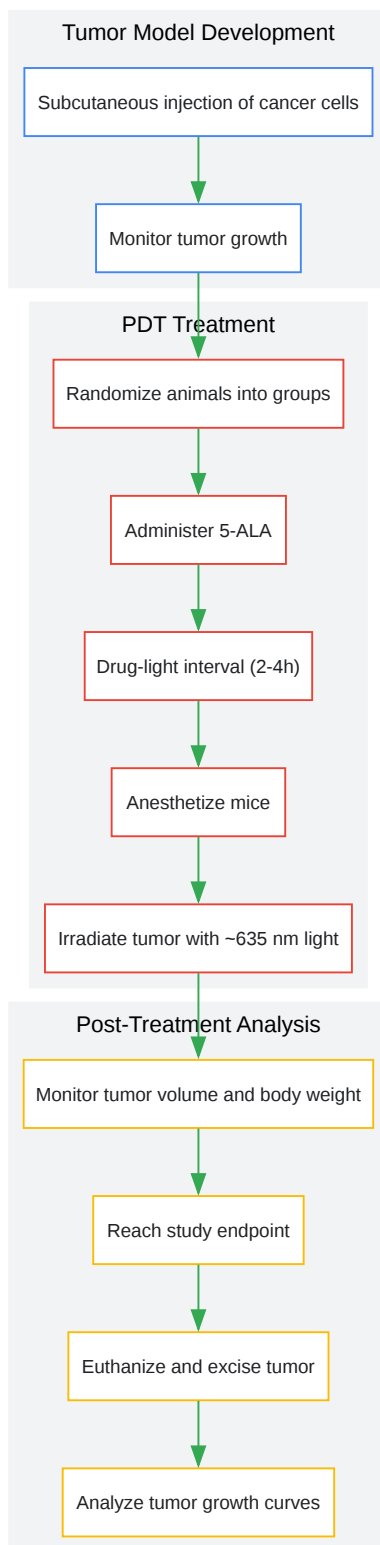 Tumor Model Development
Subcutaneous injection of cancer cells
Monitor tumor growth
PDT Treatment
Randomize animals into groups
Administer 5-ALA
Drug-light interval (2-4h)
Anesthetize mice
Irradiate tumor with ~635 nm light
Post-Treatment Analysis
Monitor tumor volume and body weight
Reach study endpoint
Euthanize and excise tumor
Analyze tumor growth curves